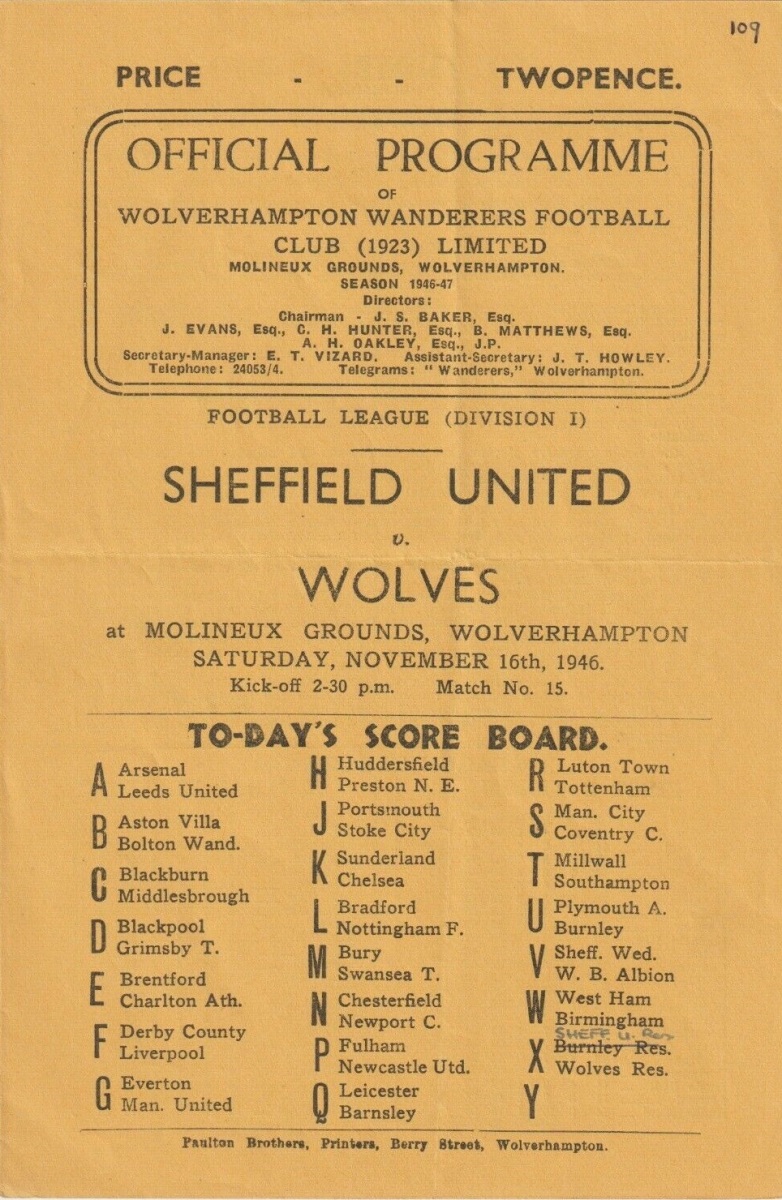 109
PRICE - - TWOPENCE.
OFFICIAL PROGRAMME
OF
WOLVERHAMPTON WANDERERS FOOTBALL
CLUB (1923) LIMITED
MOLINEUX GROUNDS, WOLVERHAMPTON.
SEASON 1946-47
Directors:
Chairman - J. S. BAKER, Esq.
J. EVANS, Esq., C. H. HUNTER, Esq., B. MATTHEWS, Esq.
A. H. OAKLEY, Esq., J.P.
Secretary-Manager: E. T. VIZARD. Assistant-Secretary: J. T. HOWLEY.
Telephone: 24053/4. Telegrams: "Wanderers," Wolverhampton.
FOOTBALL LEAGUE (DIVISION I)
SHEFFIELD UNITED
v.
WOLVES
at MOLINEUX GROUNDS, WOLVERHAMPTON
SATURDAY, NOVEMBER 16th, 1946.
Kick-off 2-30 p.m. Match No. 15.
TO-DAY'S SCORE BOARD.
A Arsenal
Leeds United
B Aston Villa
Bolton Wand.
C Blackburn
Middlesbrough
D Blackpool
Grimsby T.
E Brentford
Charlton Ath.
F Derby County
Liverpool
G Everton
Man. United
H Huddersfield
Preston N. E.
J Portsmouth
Stoke City
K Sunderland
Chelsea
L Bradford
Nottingham F.
M Bury
Swansea T.
N Chesterfield
Newport C.
P Fulham
Newcastle Utd.
Q Leicester
Barnsley
R Luton Town
Tottenham
S Man. City
Coventry C.
T Millwall
Southampton
U Plymouth A.
Burnley
V Sheff. Wed.
W. B. Albion
W West Ham
Birmingham
SHEFF. U. Res
X Burnley Res.
Wolves Res.
Y
Paulton Brothers, Printers, Berry Street, Wolverhampton.